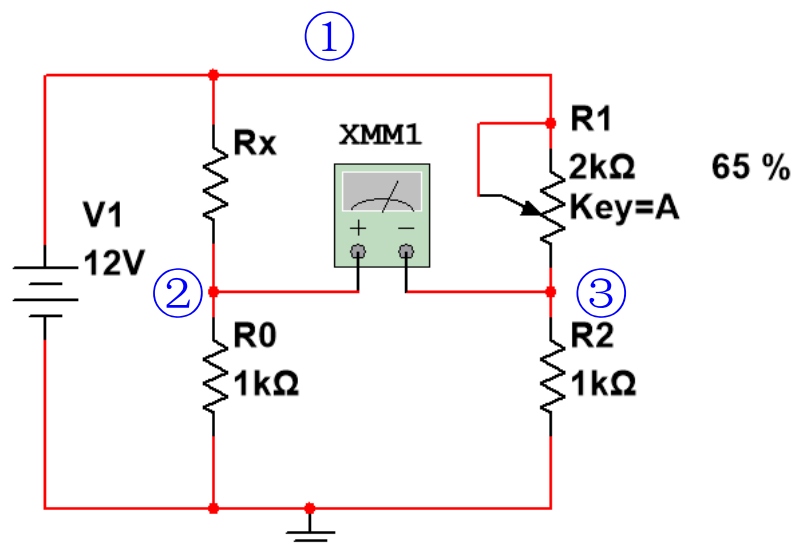 ①
XMM1
+ −
Rx
R1
2kΩ
Key=A
65 %
V1
12V
②
③
R0
1kΩ
R2
1kΩ